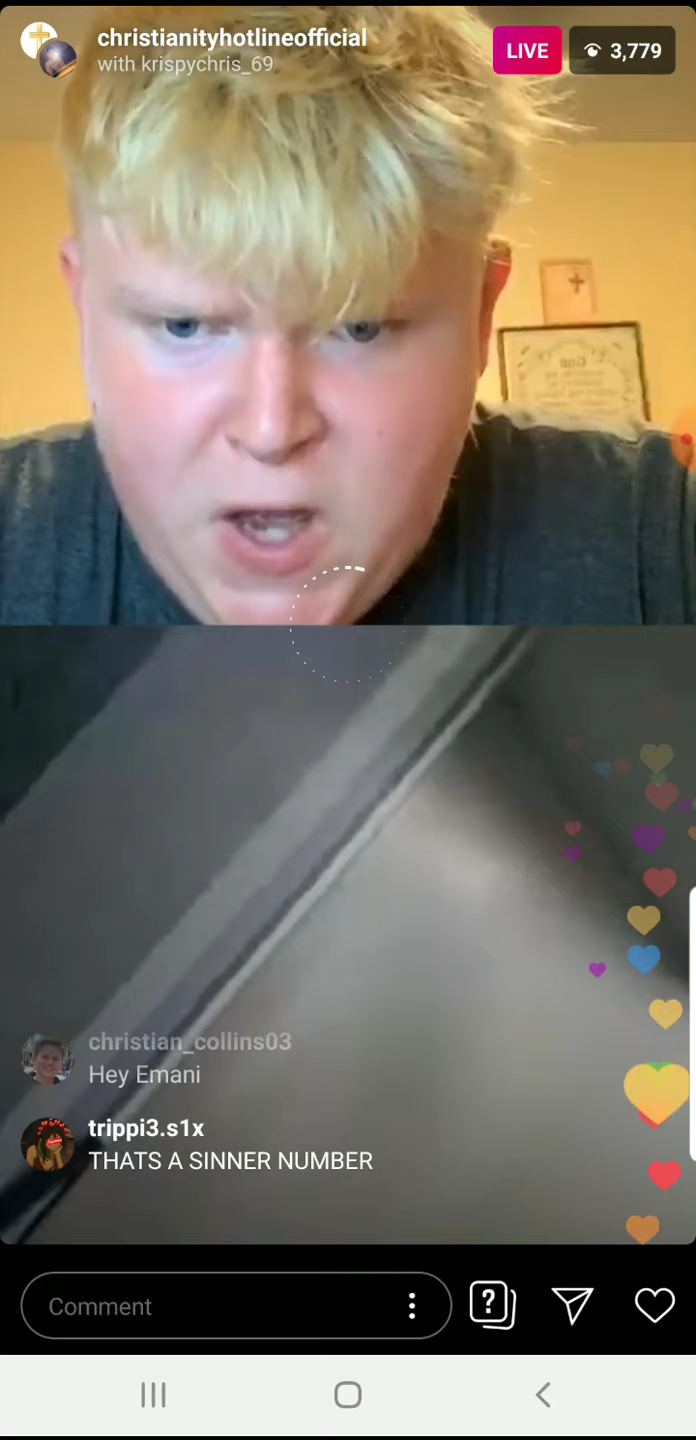 christianityhotlineofficial
with krispychris_69
LIVE
3,779
christian_collins03
Hey Emani
trippi3.s1x
THATS A SINNER NUMBER
Comment
?